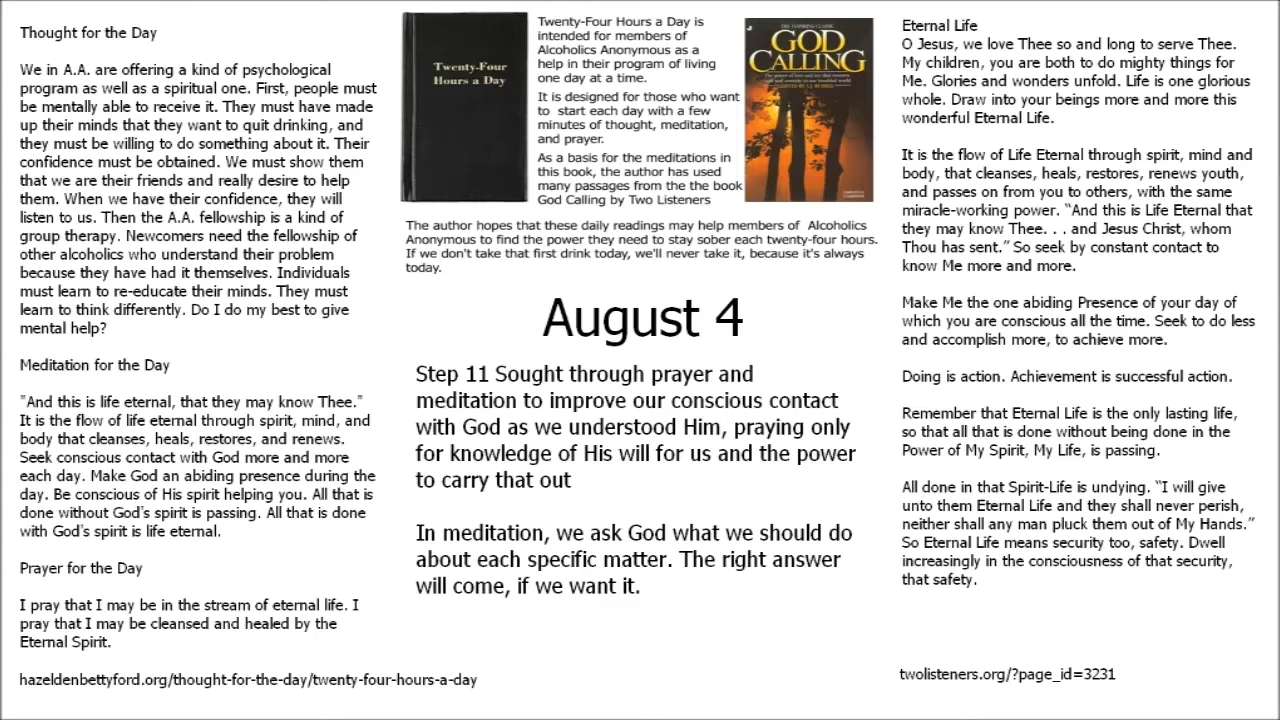 Thought for the Day
We in A.A. are offering a kind of psychological
program as well as a spiritual one. First, people must
be mentally able to receive it. They must have made
up their minds that they want to quit drinking, and
they must be willing to do something about it. Their
confidence must be obtained. We must show them
that we are their friends and really desire to help
them. When we have their confidence, they will
listen to us. Then the A.A. fellowship is a kind of
group therapy. Newcomers need the fellowship of
other alcoholics who understand their problem
because they have had it themselves. Individuals
must learn to re-educate their minds. They must
learn to think differently. Do I do my best to give
mental help?
Meditation for the Day
"And this is life eternal, that they may know Thee."
It is the flow of life eternal through spirit, mind, and
body that cleanses, heals, restores, and renews.
Seek conscious contact with God more and more
each day. Make God an abiding presence during the
day. Be conscious of His spirit helping you. All that is
done without God's spirit is passing. All that is done
with God's spirit is life eternal.
Prayer for the Day
I pray that I may be in the stream of eternal life. I
pray that I may be cleansed and healed by the
Eternal Spirit.
hazeldenbettyford.org/thought-for-the-day/twenty-four-hours-a-day
Twenty-Four
Hours a Day
Twenty-Four Hours a Day is
intended for members of
Alcoholics Anonymous as a
help in their program of living
one day at a time.
It is designed for those who want
to start each day with a few
minutes of thought, meditation,
and prayer.
As a basis for the meditations in
this book, the author has used
many passages from the the book
God Calling by Two Listeners
GOD
CALLING
The author hopes that these daily readings may help members of Alcoholics
Anonymous to find the power they need to stay sober each twenty-four hours.
If we don't take that first drink today, we'll never take it, because it's always
today.
August 4
Step 11 Sought through prayer and
meditation to improve our conscious contact
with God as we understood Him, praying only
for knowledge of His will for us and the power
to carry that out
In meditation, we ask God what we should do
about each specific matter. The right answer
will come, if we want it.
Eternal Life
O Jesus, we love Thee so and long to serve Thee.
My children, you are both to do mighty things for
Me. Glories and wonders unfold. Life is one glorious
whole. Draw into your beings more and more this
wonderful Eternal Life.
It is the flow of Life Eternal through spirit, mind and
body, that cleanses, heals, restores, renews youth,
and passes on from you to others, with the same
miracle-working power. “And this is Life Eternal that
they may know Thee. . . and Jesus Christ, whom
Thou has sent.” So seek by constant contact to
know Me more and more.
Make Me the one abiding Presence of your day of
which you are conscious all the time. Seek to do less
and accomplish more, to achieve more.
Doing is action. Achievement is successful action.
Remember that Eternal Life is the only lasting life,
so that all that is done without being done in the
Power of My Spirit, My Life, is passing.
All done in that Spirit-Life is undying. “I will give
unto them Eternal Life and they shall never perish,
neither shall any man pluck them out of My Hands.”
So Eternal Life means security too, safety. Dwell
increasingly in the consciousness of that security,
that safety.
twolisteners.org/?page_id=3231